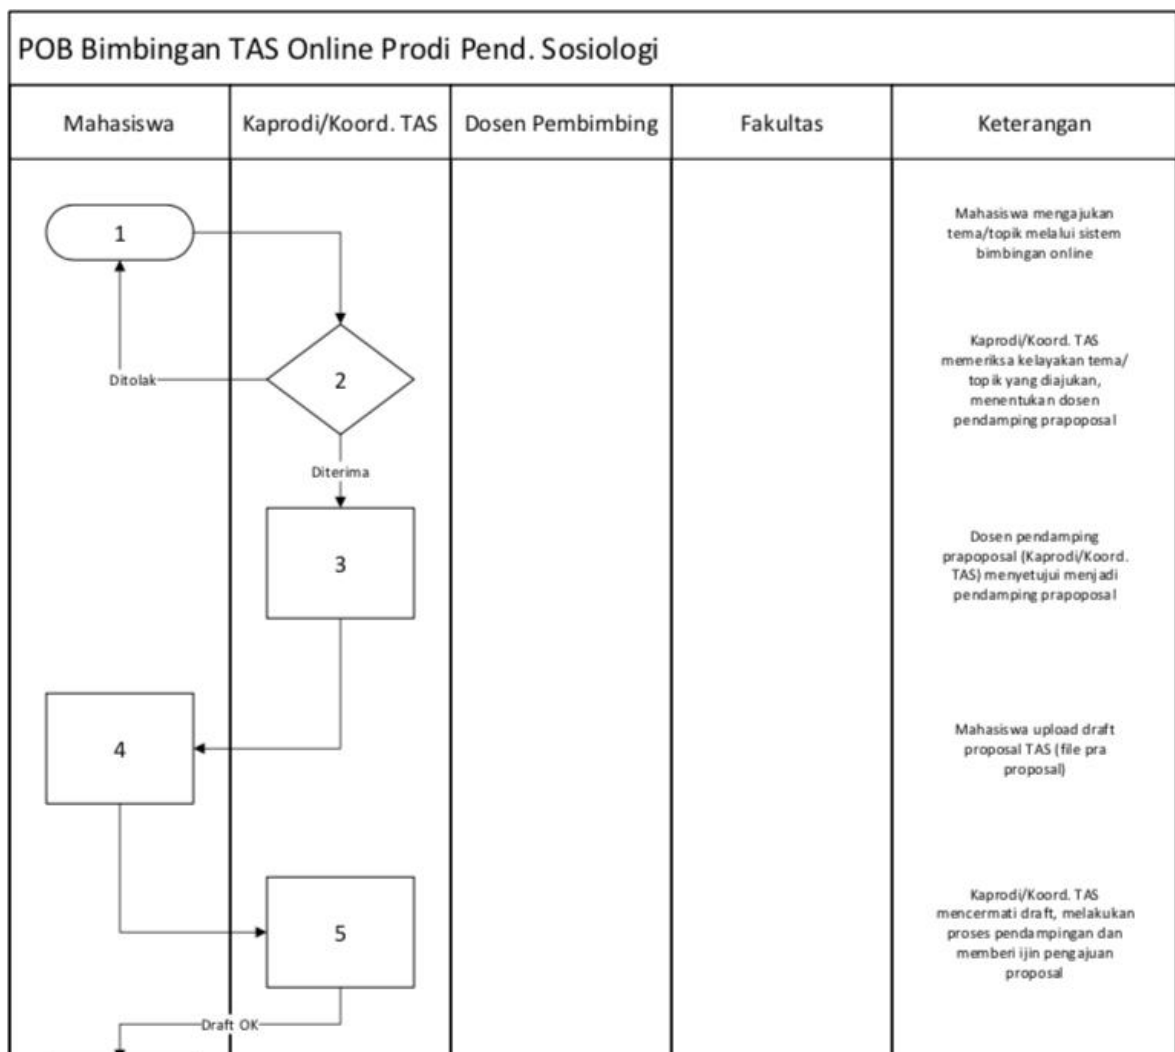 POB Bimbingan TAS Online Prodi Pend. Sosiologi
Mahasiswa
Kaprodi/Koord. TAS
Dosen Pembimbing
Fakultas
Keterangan
1
Mahasiswa mengajukan
tema/topik melalui sistem
bimbingan online
Ditolak
2
Kaprodi/Koord. TAS
memeriksa kelayakan tema/
topik yang diajukan,
menentukan dosen
pendamping prapoposal
Diterima
3
Dosen pendamping
prapoposal (Kaprodi/Koord.
TAS) menyetujui menjadi
pendamping prapoposal
4
Mahasiswa upload draft
proposal TAS (file pra
proposal)
5
Kaprodi/Koord. TAS
mencermati draft, melakukan
proses pendampingan dan
memberi ijin pengajuan
proposal
Draft OK